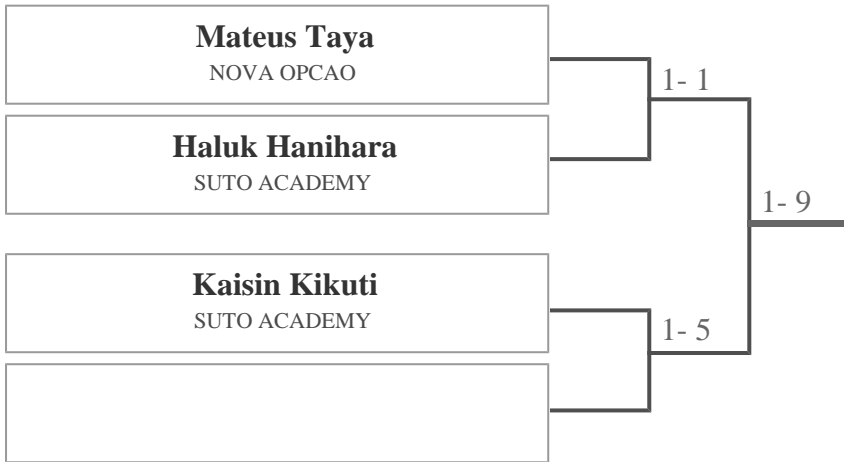 Mateus Taya
NOVA OPCAO
1- 1
Haluk Hanihara
SUTO ACADEMY
1- 9
Kaisin Kikuti
SUTO ACADEMY
1- 5